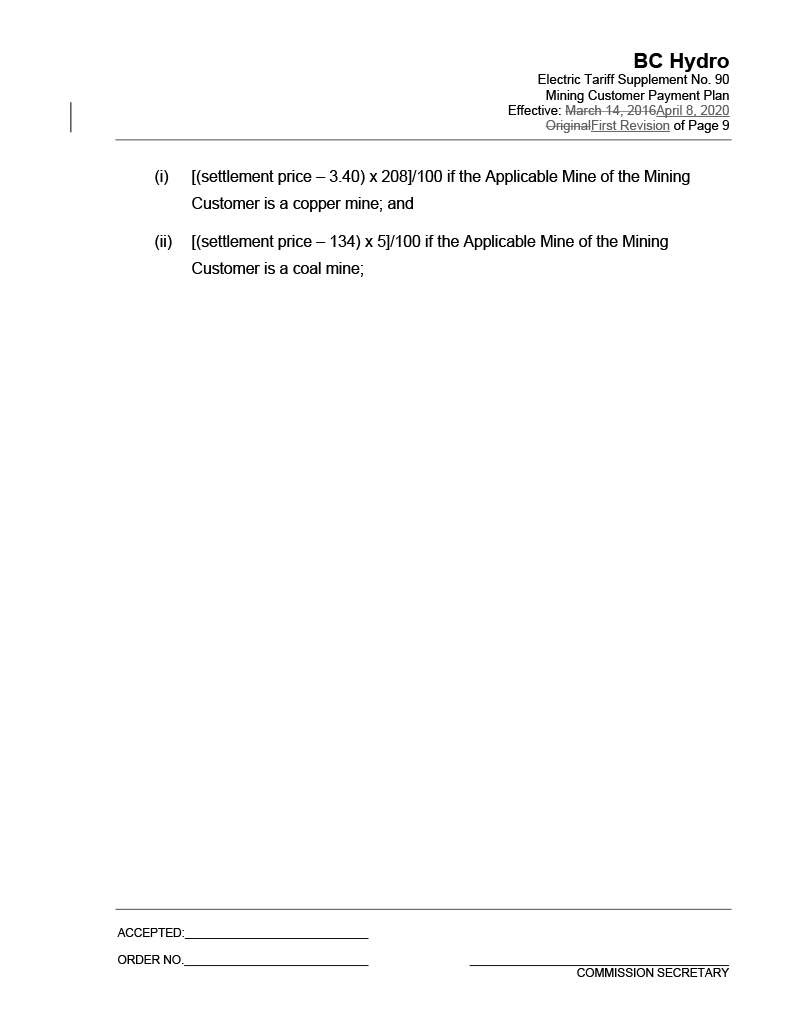 BC Hydro
Electric Tariff Supplement No. 90
Mining Customer Payment Plan
Effective: March 14, 2016April 8, 2020
OriginalFirst Revision of Page 9
(i) [(settlement price – 3.40) x 208]/100 if the Applicable Mine of the Mining
Customer is a copper mine; and
(ii) [(settlement price – 134) x 5]/100 if the Applicable Mine of the Mining
Customer is a coal mine;
ACCEPTED:
ORDER NO.
COMMISSION SECRETARY